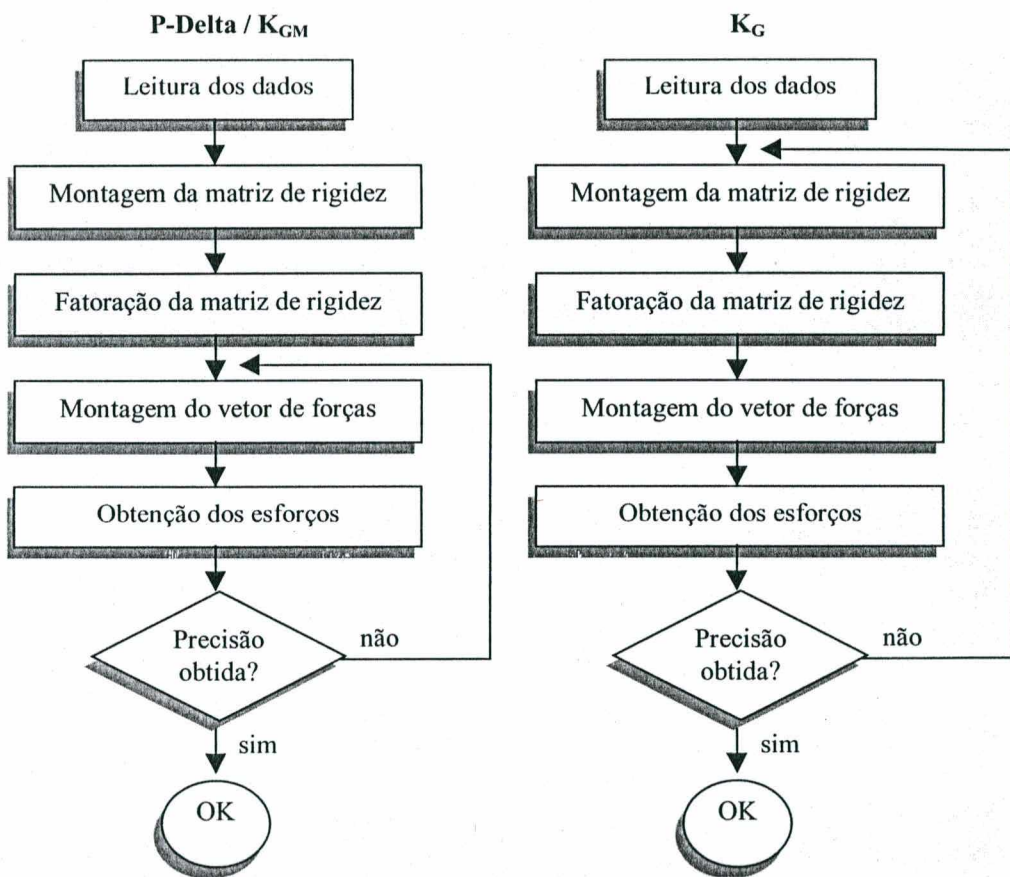 P-Delta / KGM
Leitura dos dados
Montagem da matriz de rigidez
Fatoração da matriz de rigidez
Montagem do vetor de forças
Obtenção dos esforços
Precisão
obtida?
não
sim
OK
KG
Leitura dos dados
Montagem da matriz de rigidez
Fatoração da matriz de rigidez
Montagem do vetor de forças
Obtenção dos esforços
Precisão
obtida?
não
sim
OK